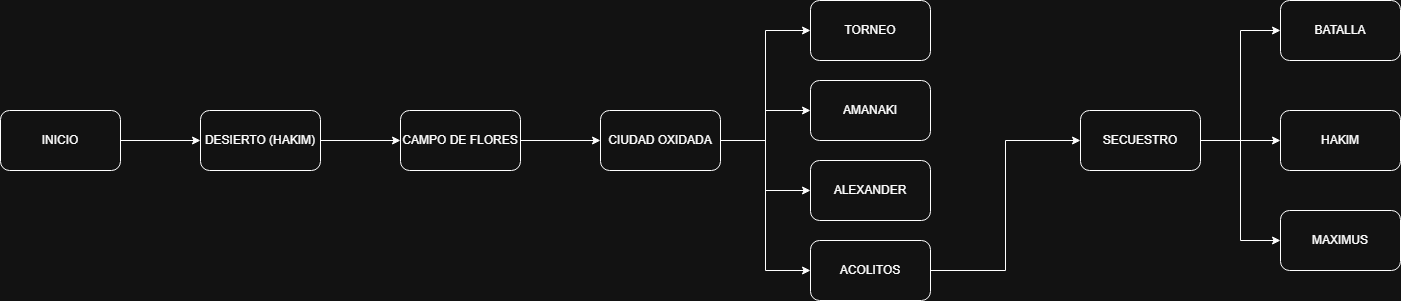 INICIO
DESIERTO (HAKIM)
CAMPO DE FLORES
CIUDAD OXIDADA
TORNEO
AMANAKI
ALEXANDER
ACOLITOS
SECUESTRO
BATALLA
HAKIM
MAXIMUS